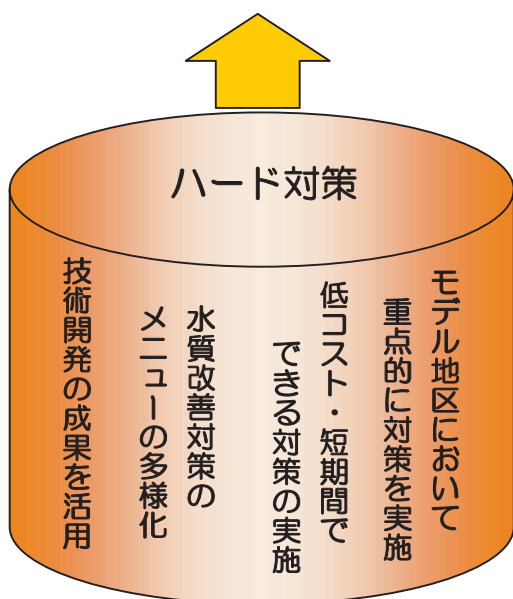 ハード対策
モデル地区において
重点的に対策を実施
低コスト・短期間で
できる対策の実施
水質改善対策の
メニューの多様化
技術開発の成果を活用